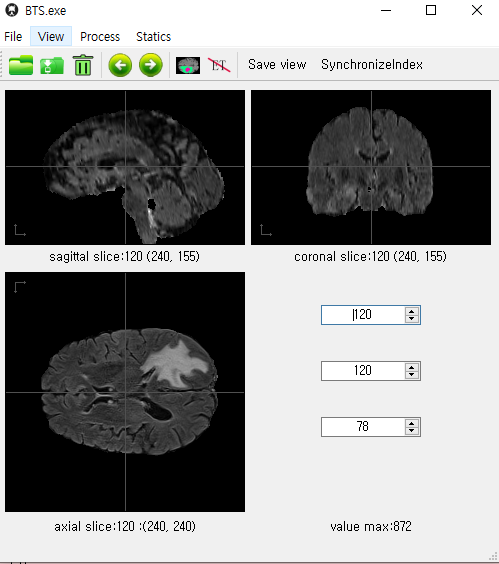 BTS.exe
File View Process Statics
ET Save view SynchronizeIndex
sagittal slice:120 (240, 155)
coronal slice:120 (240, 155)
120
120
78
axial slice:120 :(240, 240)
value max:872